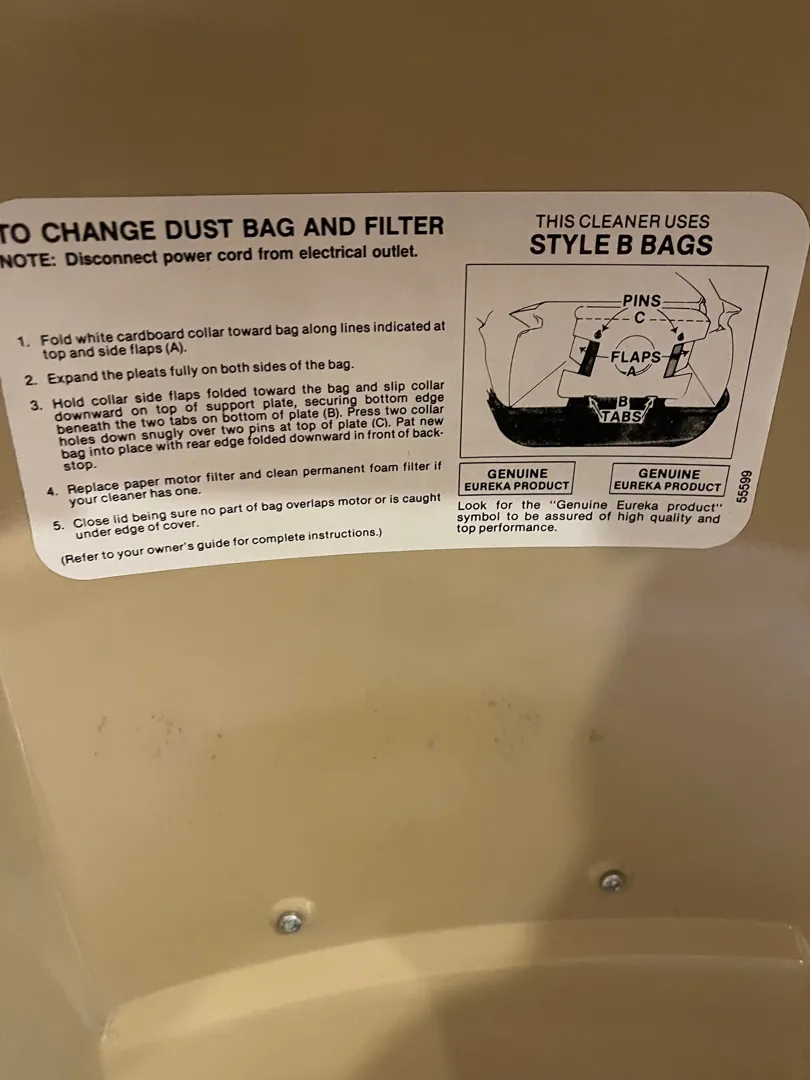 TO CHANGE DUST BAG AND FILTER
NOTE: Disconnect power cord from electrical outlet.
1. Fold white cardboard collar toward bag along lines indicated at
top and side flaps (A).
2. Expand the pleats fully on both sides of the bag.
3. Hold collar side flaps folded toward the bag and slip collar
downward on top of support plate, securing bottom edge
beneath the two tabs on bottom of plate (B). Press two collar
holes down snugly over two pins at top of plate (C). Pat new
bag into place with rear edge folded downward in front of back-
stop.
4. Replace paper motor filter and clean permanent foam filter if
your cleaner has one.
5. Close lid being sure no part of bag overlaps motor or is caught
under edge of cover.
(Refer to your owner's guide for complete instructions.)
THIS CLEANER USES
STYLE B BAGS
PINS
C
FLAPS
A
B
TABS
GENUINE
EUREKA PRODUCT
GENUINE
EUREKA PRODUCT
55599
Look for the "Genuine Eureka product"
symbol to be assured of high quality and
top performance.